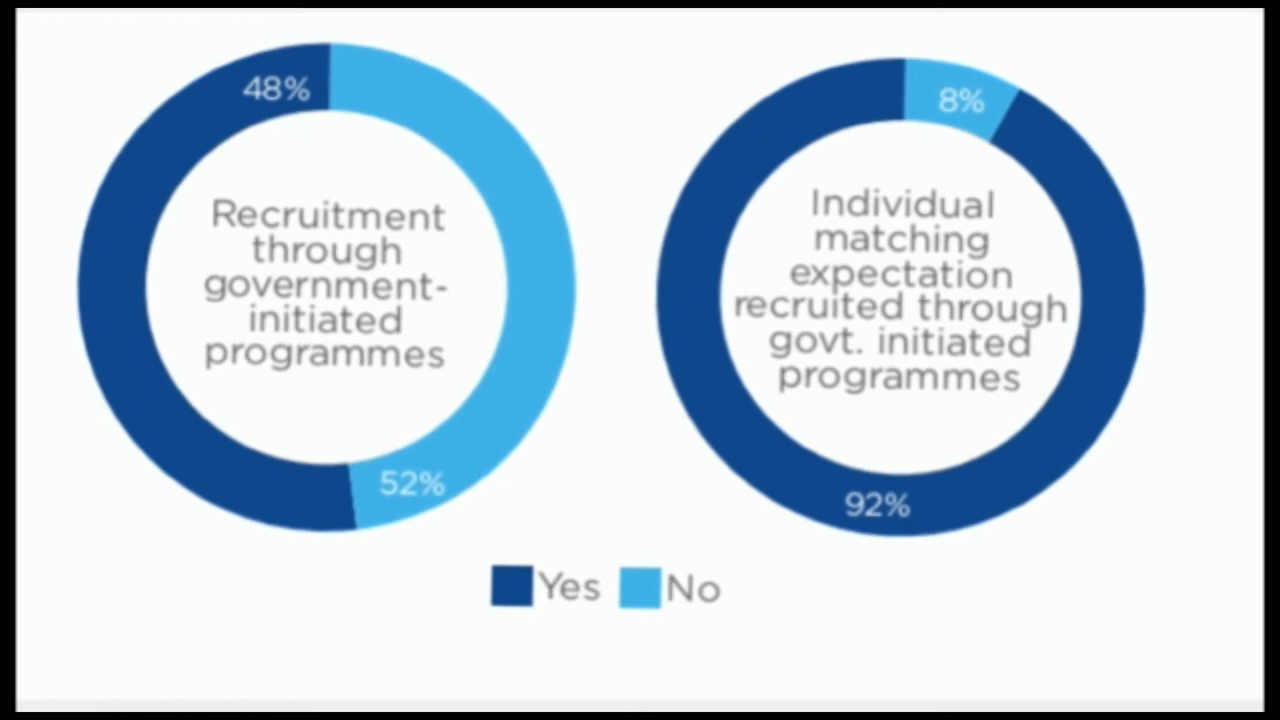 48%
Recruitment
through
government-
initiated
programmes
52%
8%
Individual
matching
expectation
recruited through
govt. initiated
programmes
92%
Yes
No